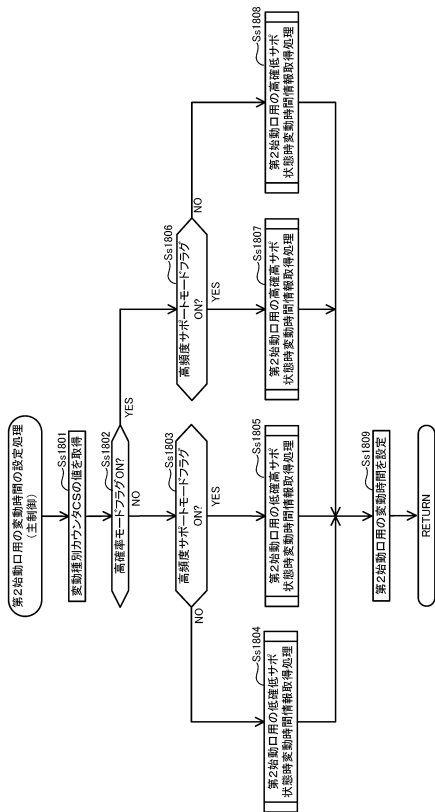 第2始動口用の変動時間の設定処理
(主制御)
Ss1801
変動種別カウンタCSの値を取得
Ss1802
高確率モードフラグON?
YES
NO
Ss1803
高頻度サポートモードフラグ
ON?
NO
YES
Ss1806
高頻度サポートモードフラグ
ON?
NO
YES
Ss1804
第2始動口用の低確低サポ
状態時変動時間情報取得処理
Ss1805
第2始動口用の低確高サポ
状態時変動時間情報取得処理
Ss1807
第2始動口用の高確高サポ
状態時変動時間情報取得処理
Ss1808
第2始動口用の高確低サポ
状態時変動時間情報取得処理
Ss1809
第2始動口用の変動時間を設定
RETURN